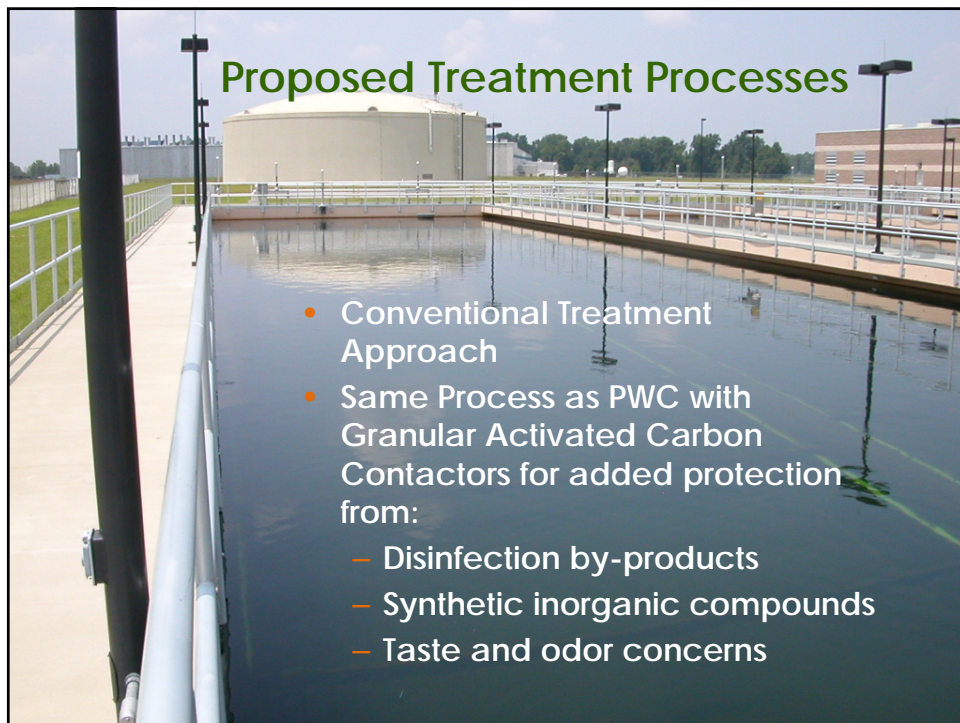 Proposed Treatment Processes
• Conventional Treatment
Approach
• Same Process as PWC with
Granular Activated Carbon
Contactors for added protection
from:
– Disinfection by-products
– Synthetic inorganic compounds
– Taste and odor concerns